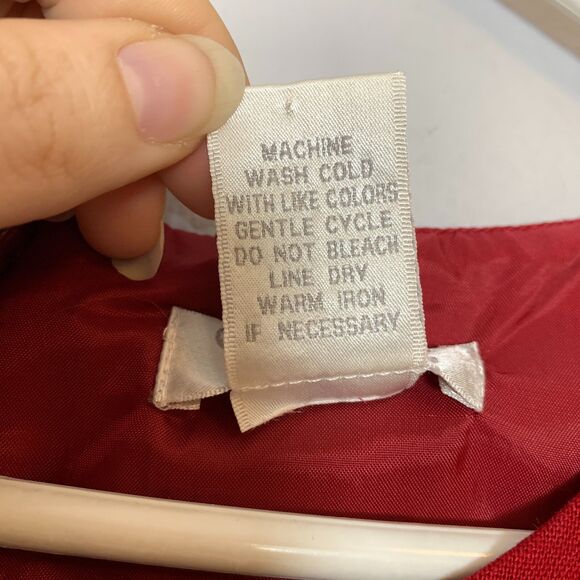 MACHINE
WASH COLD
WITH LIKE COLORS
GENTLE CYCLE
DO NOT BLEACH
LINE DRY
WARM IRON
IF NECESSARY